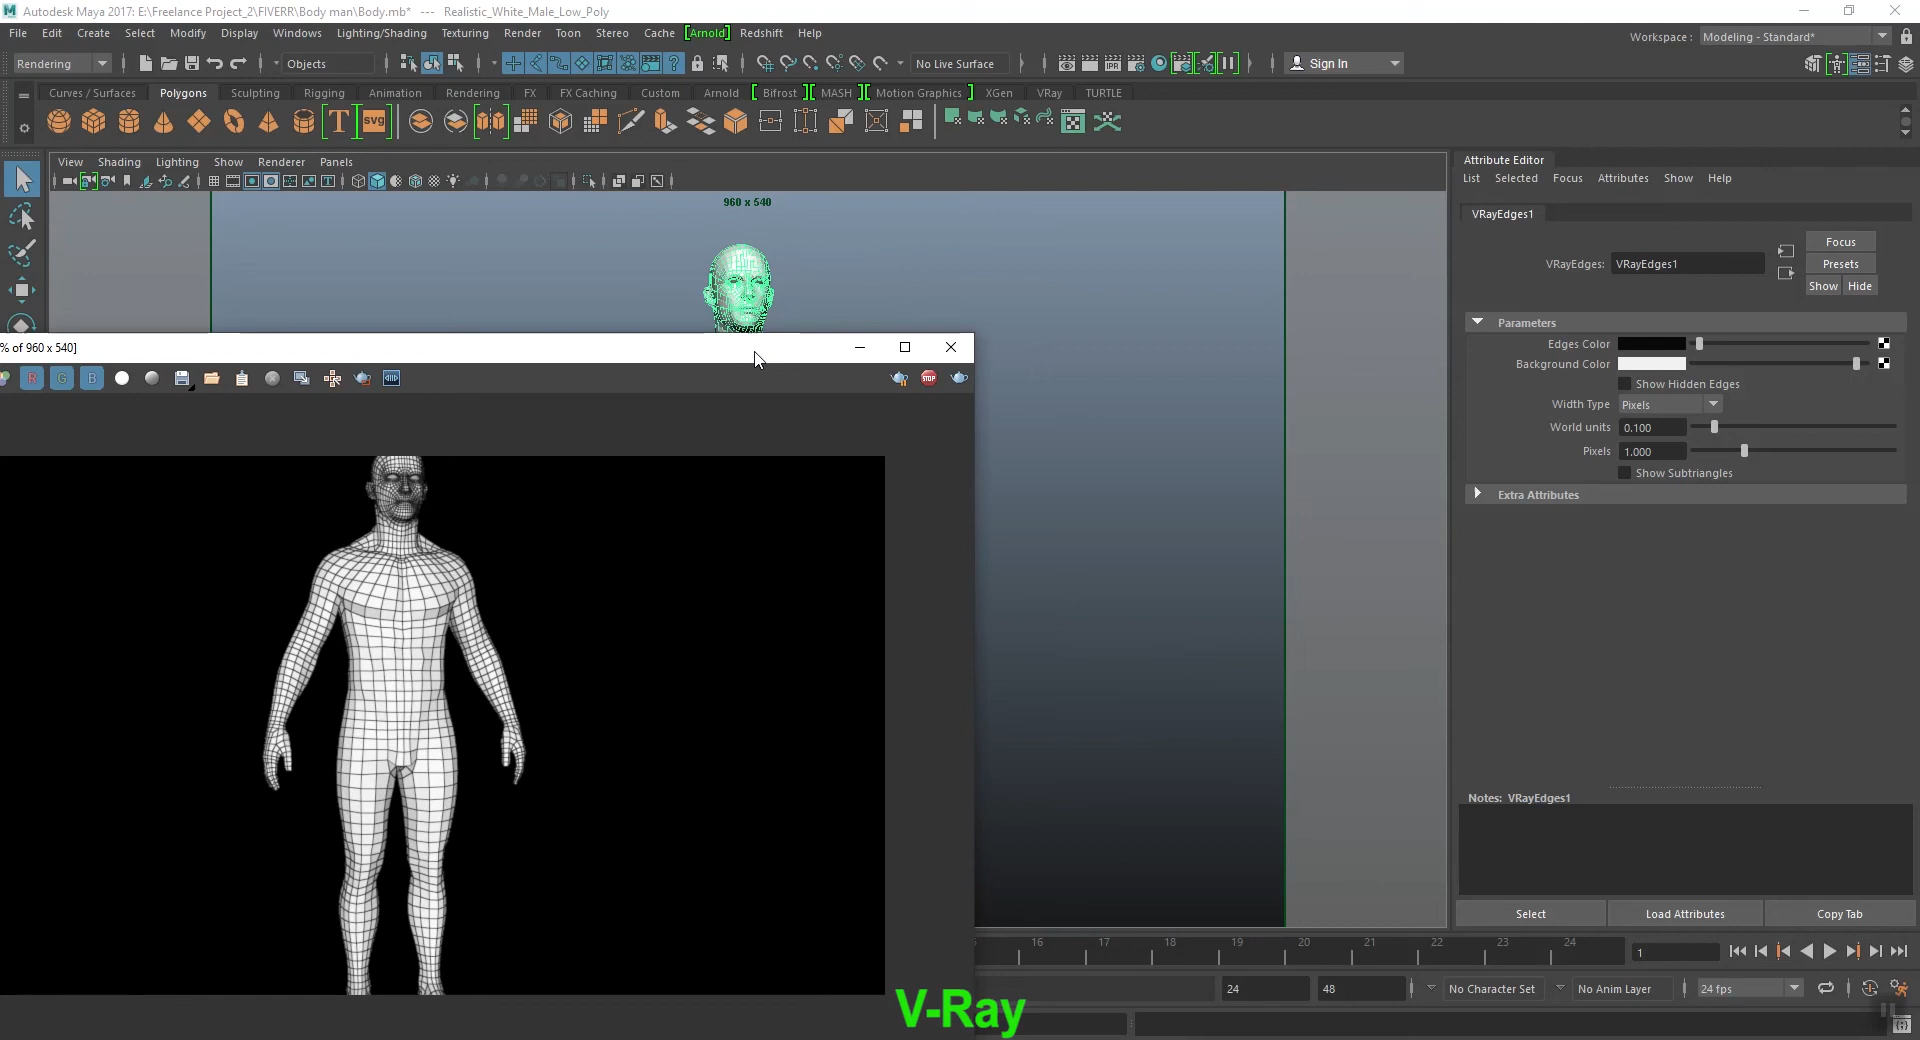 Autodesk Maya 2017: E:\Freelance Project_2\FIVERR\Body man\Body.mb* --- Realistic_White_Male_Low_Poly
File Edit Create Select Modify Display Windows Lighting/Shading Texturing Render Toon Stereo Cache [Arnold] Redshift Help
Workspace : Modeling - Standard*
Rendering Objects No Live Surface Sign In
IPR
Curves / Surfaces Polygons Sculpting Rigging Animation Rendering FX FX Caching Custom Arnold [ Bifrost ] [ MASH ] [ Motion Graphics ] XGen VRay TURTLE
T svg
View Shading Lighting Show Renderer Panels
Attribute Editor
List Selected Focus Attributes Show Help
960 x 540
VRayEdges1
Focus
VRayEdges: VRayEdges1
Presets
Show Hide
Parameters
Edges Color
Background Color
Show Hidden Edges
Width Type Pixels
World units 0.100
Pixels 1.000
Show Subtriangles
Extra Attributes
% of 960 x 540]
R G B
STOP
Notes: VRayEdges1
Select Load Attributes Copy Tab
16 17 18 19 20 21 22 23 24
1
24 48 No Character Set No Anim Layer 24 fps
V-Ray